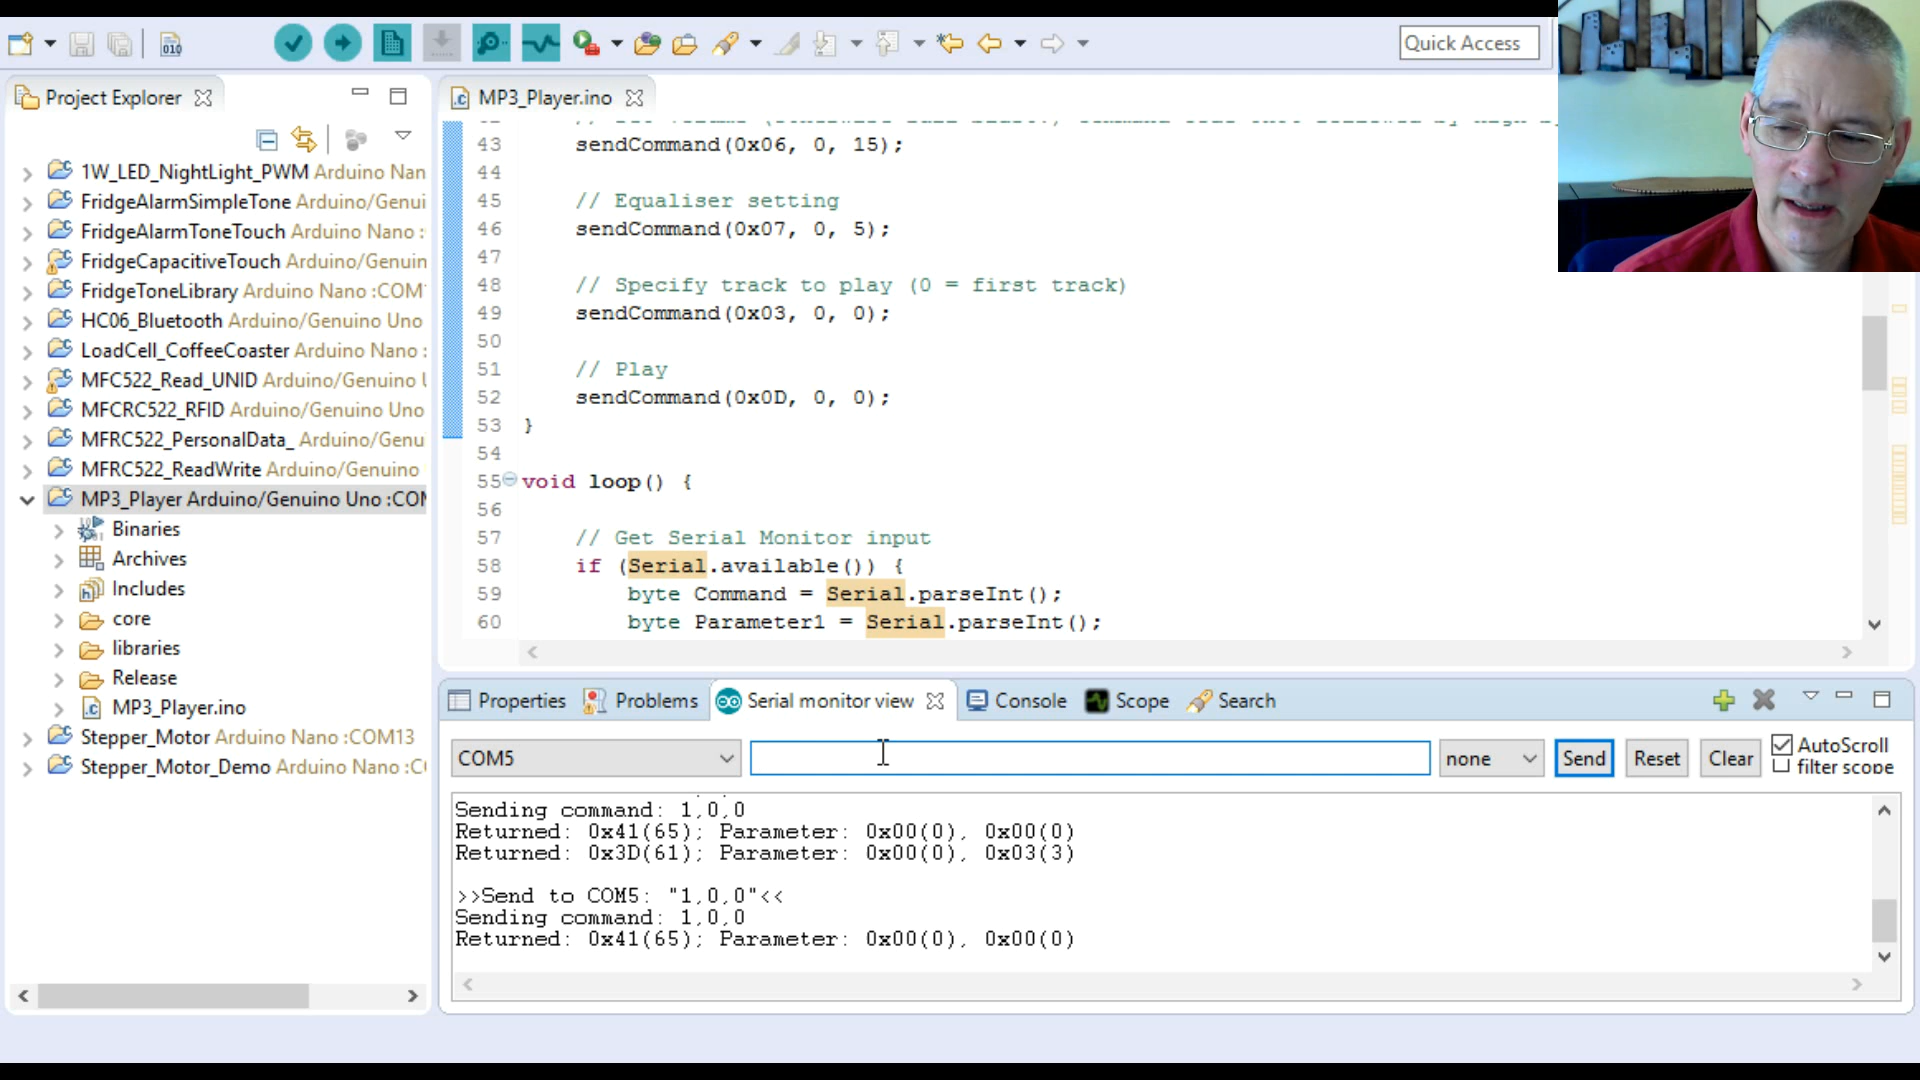 010
Quick Access
Project Explorer
1W_LED_NightLight_PWM Arduino Nan
FridgeAlarmSimpleTone Arduino/Genui
FridgeAlarmToneTouch Arduino Nano :
FridgeCapacitiveTouch Arduino/Genuin
FridgeToneLibrary Arduino Nano :COM
HC06_Bluetooth Arduino/Genuino Uno
LoadCell_CoffeeCoaster Arduino Nano :
MFC522_Read_UNID Arduino/Genuino
MFCRC522_RFID Arduino/Genuino Uno
MFRC522_PersonalData_ Arduino/Genu
MFRC522_ReadWrite Arduino/Genuino
MP3_Player Arduino/Genuino Uno :CO
Binaries
Archives
Includes
core
libraries
Release
MP3_Player.ino
Stepper_Motor Arduino Nano :COM13
Stepper_Motor_Demo Arduino Nano :C
MP3_Player.ino
43 sendCommand(0x06, 0, 15);
44
45 // Equaliser setting
46 sendCommand(0x07, 0, 5);
47
48 // Specify track to play (0 = first track)
49 sendCommand(0x03, 0, 0);
50
51 // Play
52 sendCommand(0x0D, 0, 0);
53 }
54
55 void loop() {
56
57 // Get Serial Monitor input
58 if (Serial.available()) {
59 byte Command = Serial.parseInt();
60 byte Parameter1 = Serial.parseInt();
Properties Problems Serial monitor view Console Scope Search
COM5 none Send Reset Clear AutoScroll
filter scope
Sending command: 1,0,0
Returned: 0x41(65); Parameter: 0x00(0), 0x00(0)
Returned: 0x3D(61); Parameter: 0x00(0), 0x03(3)
>>Send to COM5: "1,0,0"<<
Sending command: 1,0,0
Returned: 0x41(65); Parameter: 0x00(0), 0x00(0)